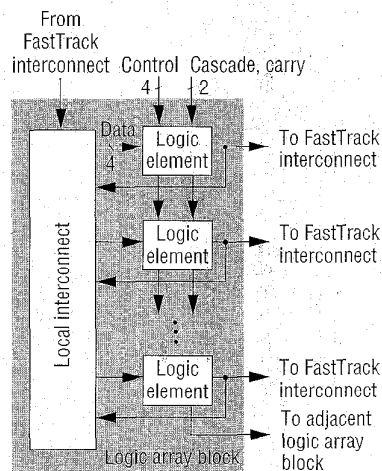 From
FastTrack
interconnect
Control
Cascade, carry
4
2
Data
4
Logic
element
To FastTrack
interconnect
Logic
element
To FastTrack
interconnect
Local interconnect
Logic
element
To FastTrack
interconnect
To adjacent
logic array
block
Logic array block